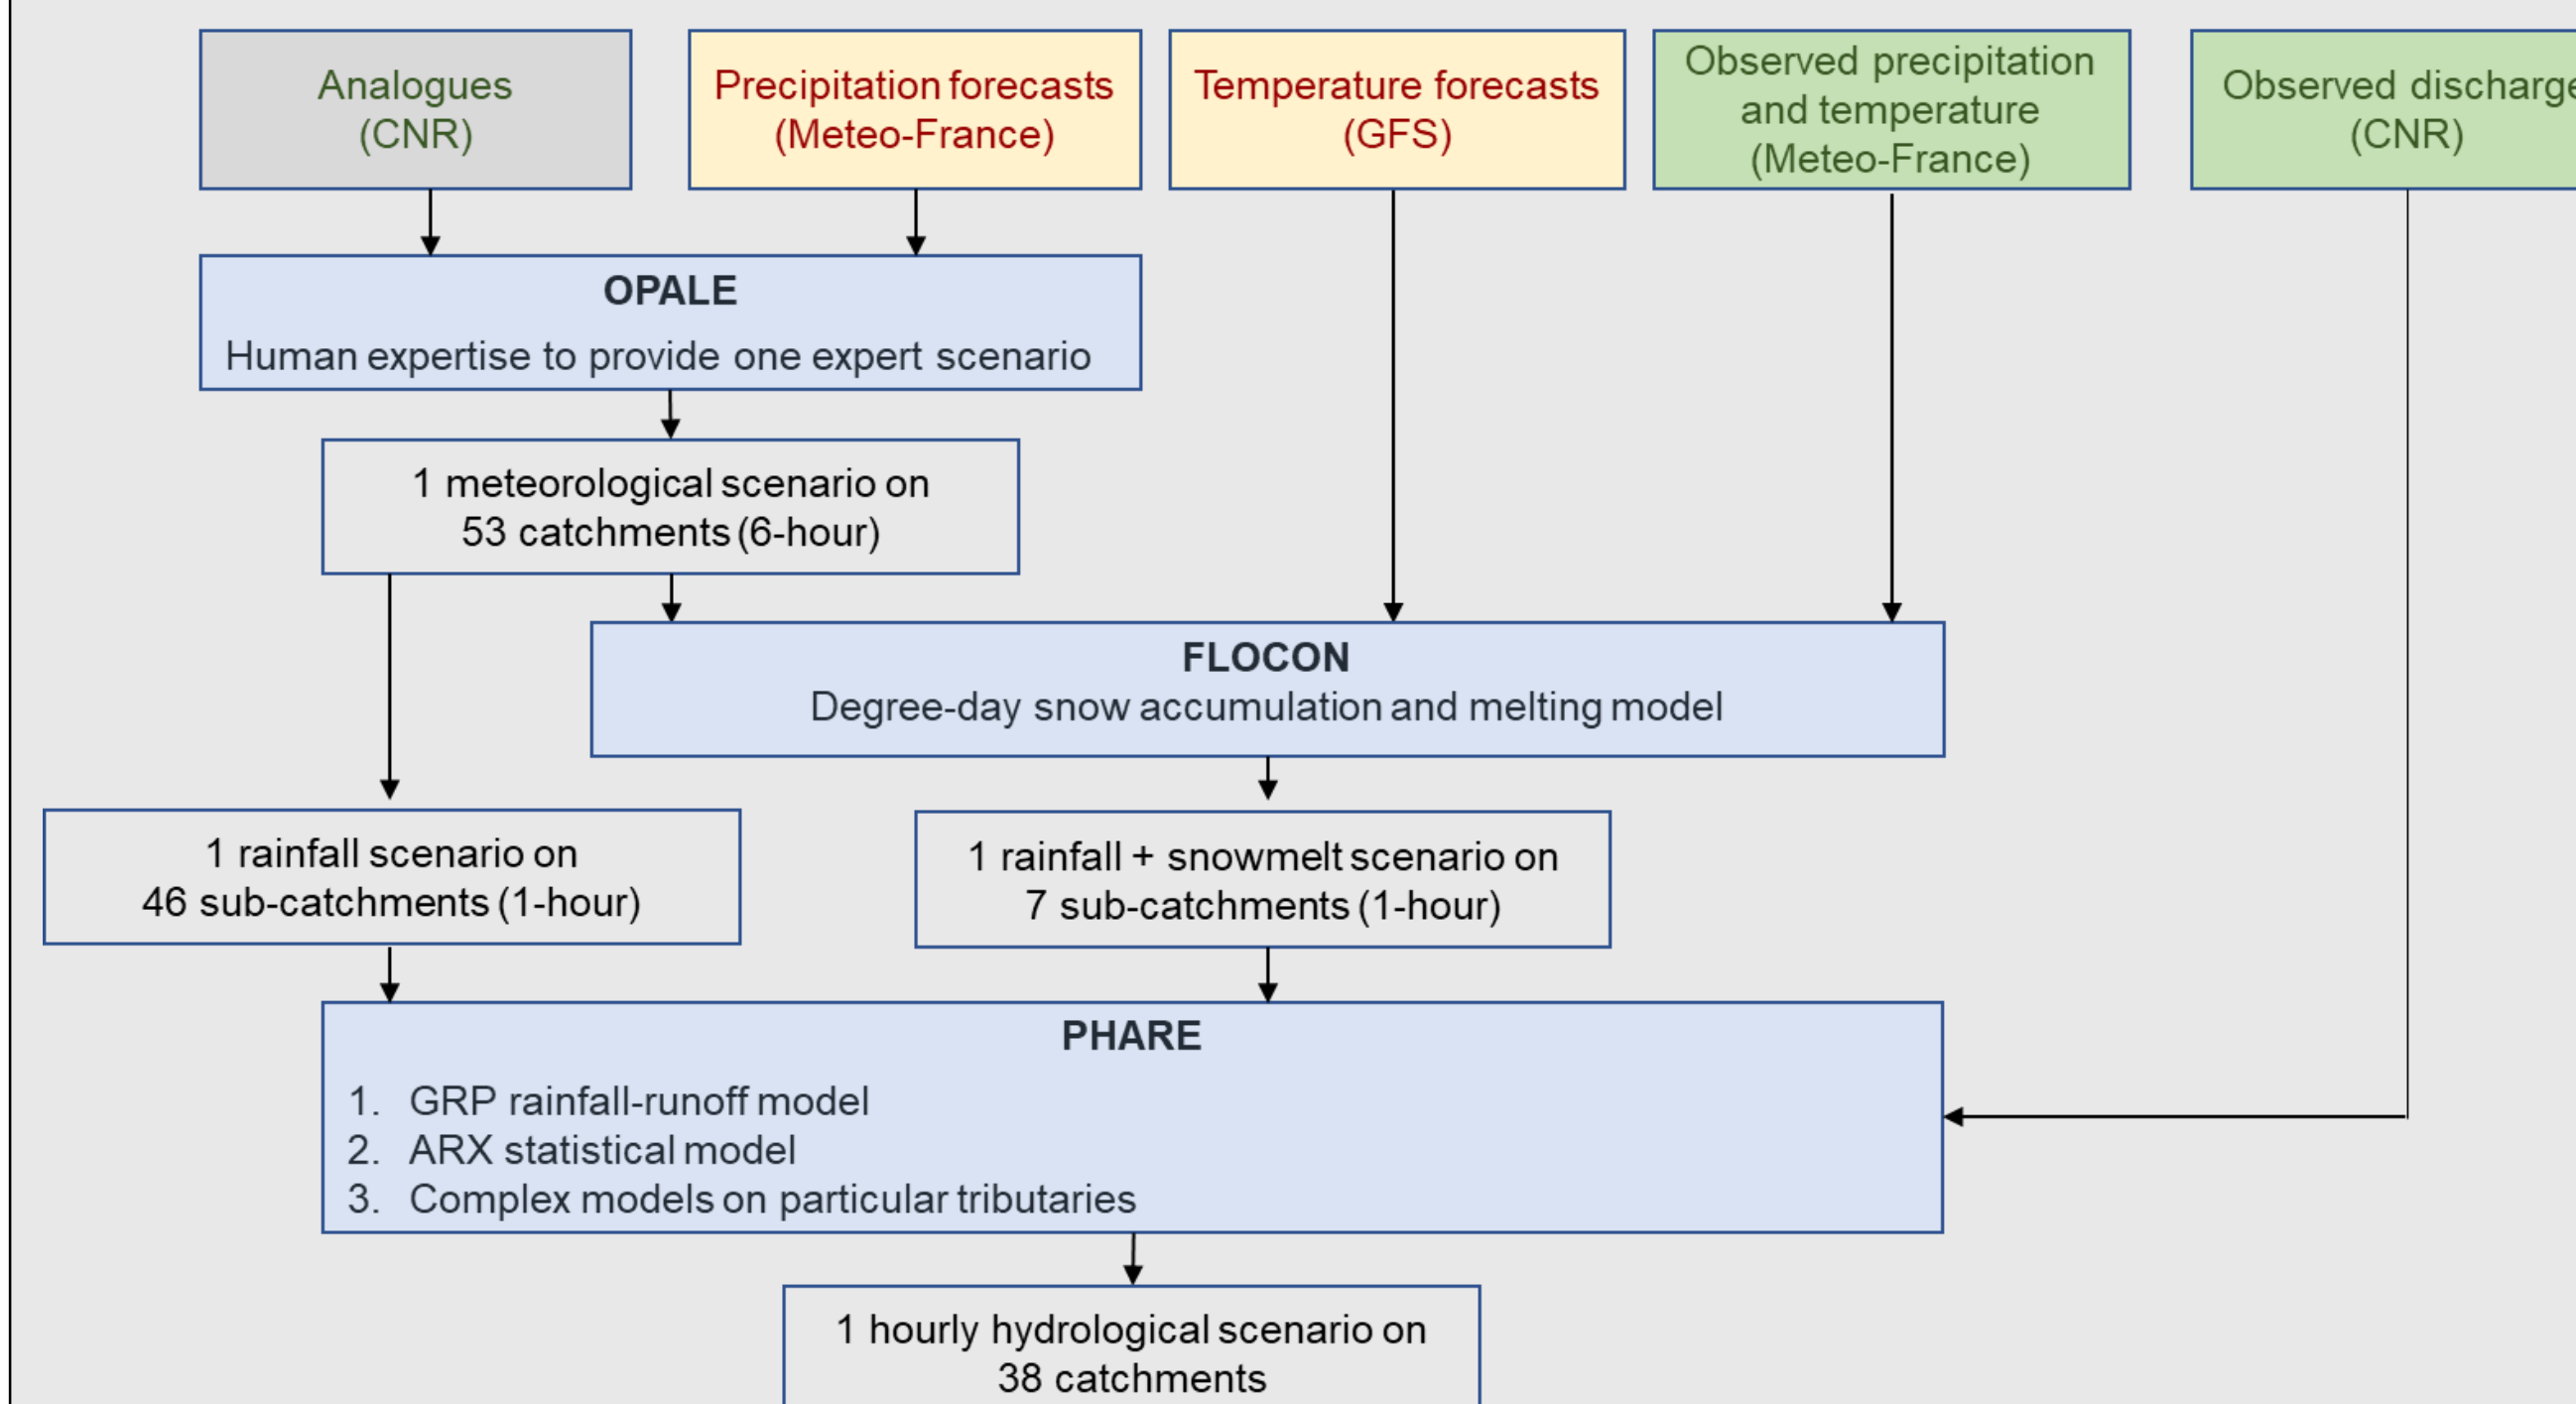 Analogues
(CNR)
Precipitation forecasts
(Meteo-France)
Temperature forecasts
(GFS)
Observed precipitation
and temperature
(Meteo-France)
Observed discharge
(CNR)
OPALE
Human expertise to provide one expert scenario
1 meteorological scenario on
53 catchments (6-hour)
FLOCON
Degree-day snow accumulation and melting model
1 rainfall scenario on
46 sub-catchments (1-hour)
1 rainfall + snowmelt scenario on
7 sub-catchments (1-hour)
PHARE
1. GRP rainfall-runoff model
2. ARX statistical model
3. Complex models on particular tributaries
1 hourly hydrological scenario on
38 catchments